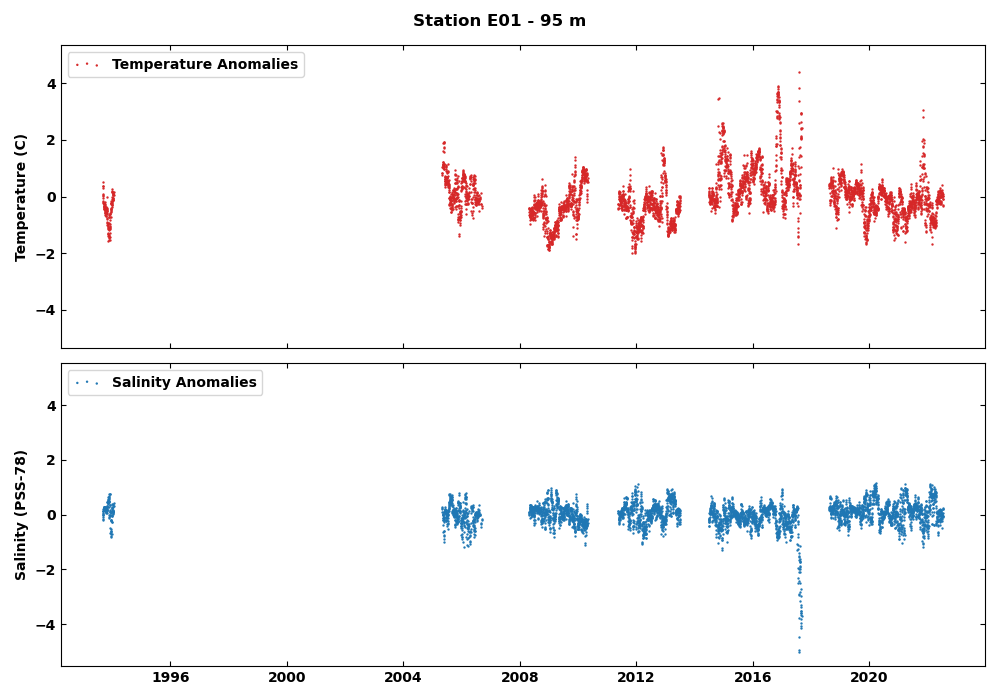 Station E01 - 95 m
Temperature Anomalies
Temperature (C)
4
2
0
−2
−4
Salinity Anomalies
Salinity (PSS-78)
4
2
0
−2
−4
1996 2000 2004 2008 2012 2016 2020